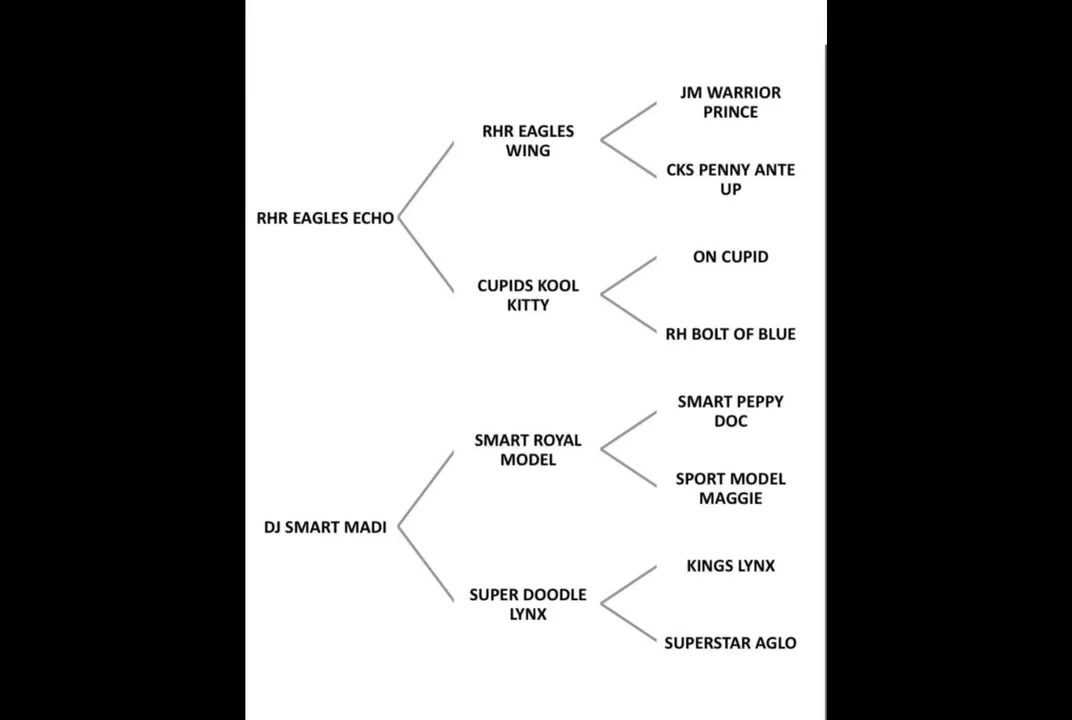 JM WARRIOR
PRINCE
RHR EAGLES
WING
CKS PENNY ANTE
UP
RHR EAGLES ECHO
ON CUPID
CUPIDS KOOL
KITTY
RH BOLT OF BLUE
SMART PEPPY
DOC
SMART ROYAL
MODEL
SPORT MODEL
MAGGIE
DJ SMART MADI
KINGS LYNX
SUPER DOODLE
LYNX
SUPERSTAR AGLO